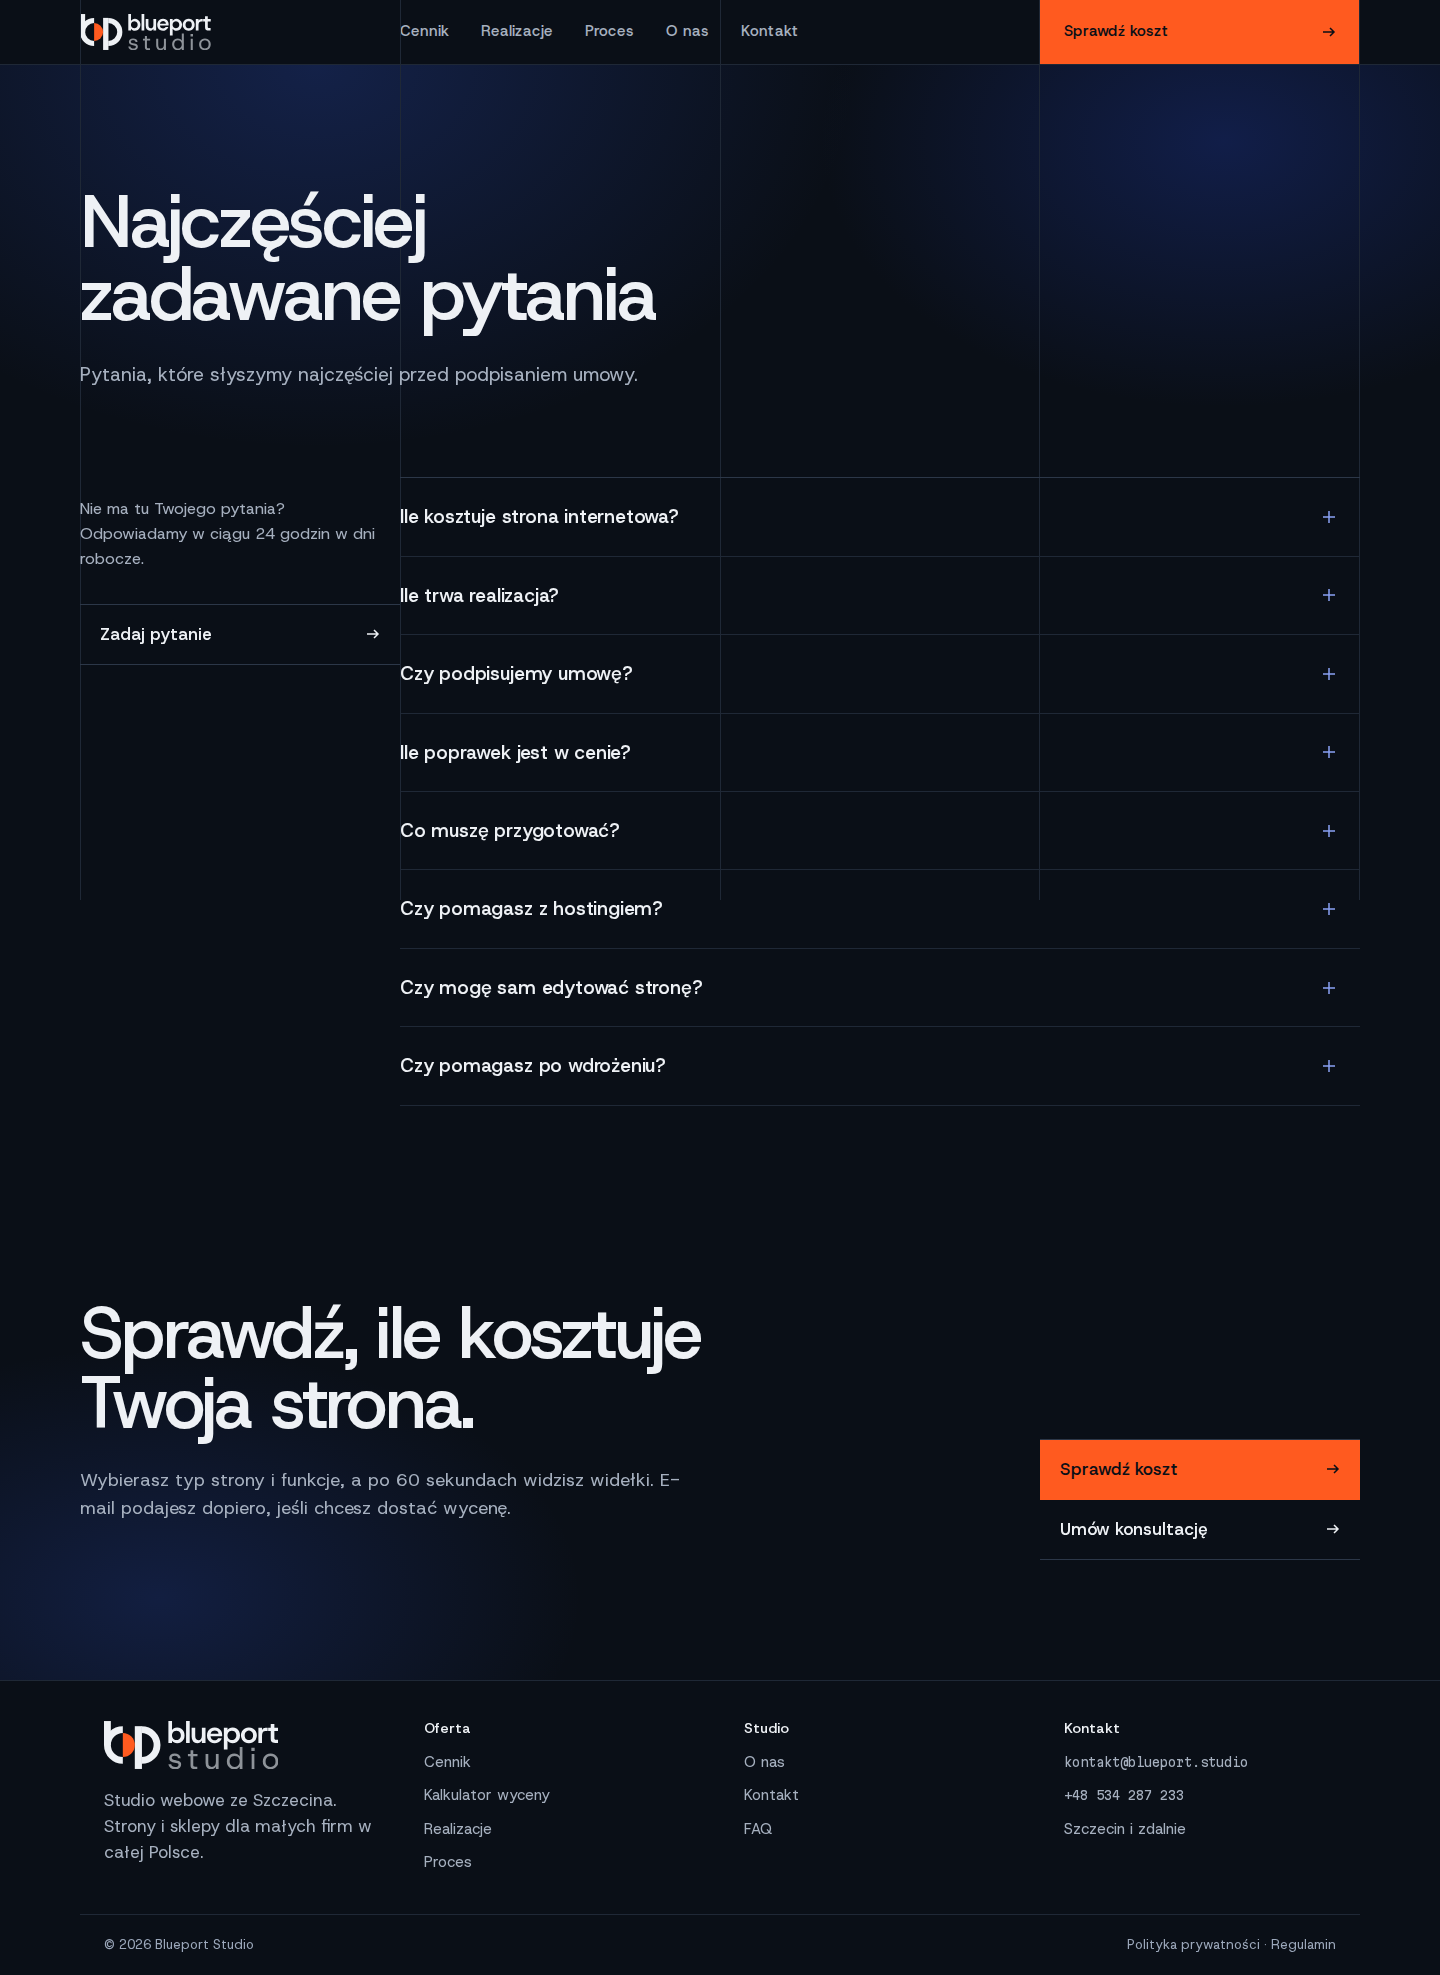 blueport
studio
Cennik
Realizacje
Proces
O nas
Kontakt
Sprawdź koszt
Najczęściej
zadawane pytania
Pytania, które słyszymy najczęściej przed podpisaniem umowy.
Nie ma tu Twojego pytania?
Odpowiadamy w ciągu 24 godzin w dni
robocze.
Zadaj pytanie
Ile kosztuje strona internetowa?
Ile trwa realizacja?
Czy podpisujemy umowę?
Ile poprawek jest w cenie?
Co muszę przygotować?
Czy pomagasz z hostingiem?
Czy mogę sam edytować stronę?
Czy pomagasz po wdrożeniu?
Sprawdź, ile kosztuje
Twoja strona.
Wybierasz typ strony i funkcje, a po 60 sekundach widzisz widełki. E-
mail podajesz dopiero, jeśli chcesz dostać wycenę.
Sprawdź koszt
Umów konsultację
blueport
studio
Studio webowe ze Szczecina.
Strony i sklepy dla małych firm w
całej Polsce.
Oferta
Cennik
Kalkulator wyceny
Realizacje
Proces
Studio
O nas
Kontakt
FAQ
Kontakt
kontakt@blueport.studio
+48 534 287 233
Szczecin i zdalnie
© 2026 Blueport Studio
Polityka prywatności · Regulamin